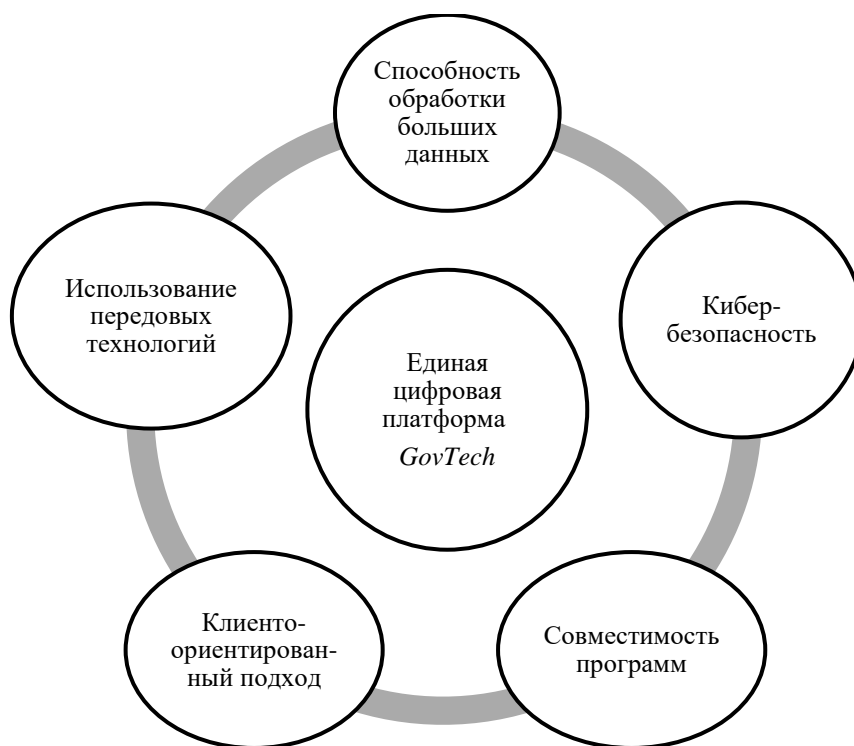 Способность
обработки
больших
данных
Использование
передовых
технологий
Кибер-
безопасность
Единая
цифровая
платформа
GovTech
Клиенто-
ориентирован-
ный подход
Совместимость
программ